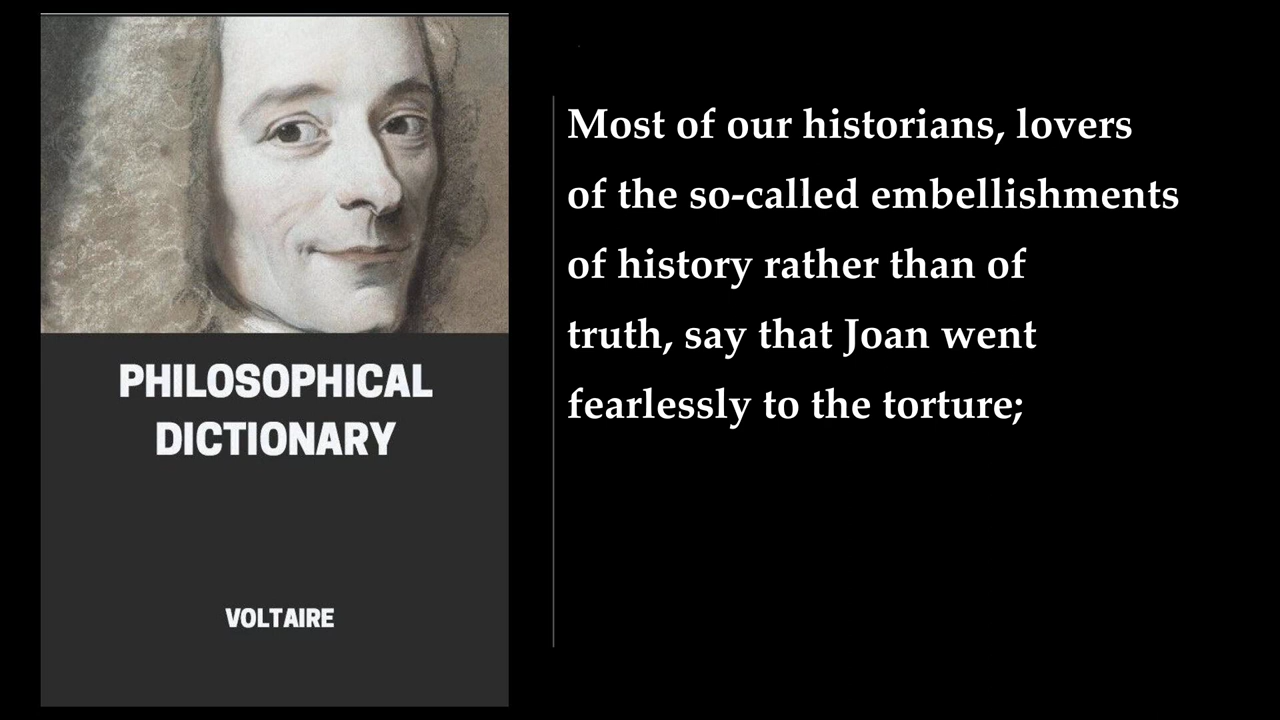 PHILOSOPHICAL
DICTIONARY
VOLTAIRE
Most of our historians, lovers
of the so-called embellishments
of history rather than of
truth, say that Joan went
fearlessly to the torture;